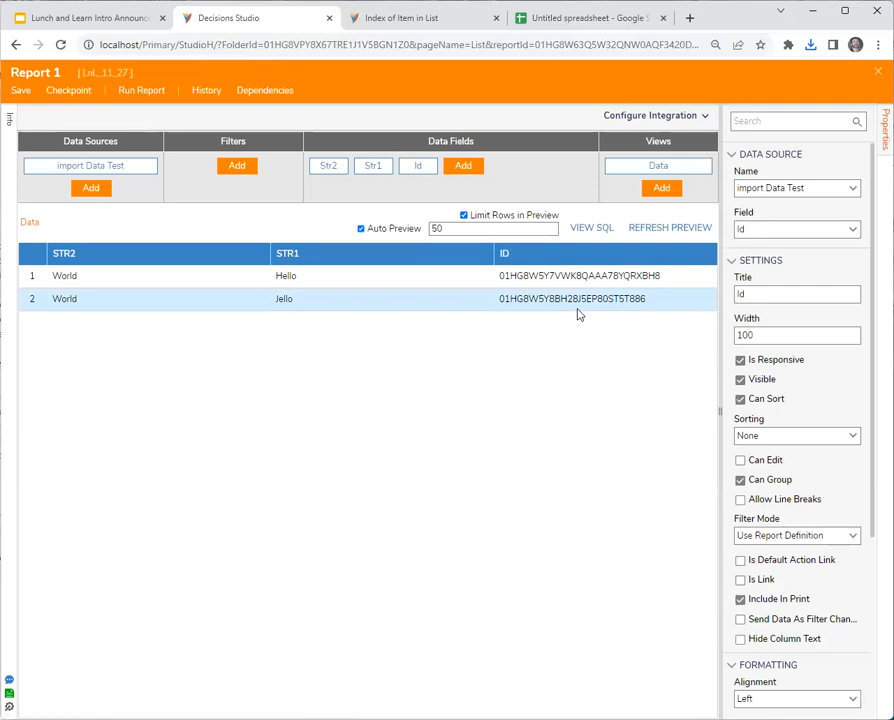 Lunch and Learn Intro Announce
Decisions Studio
Index of Item in List
Untitled spreadsheet - Google S
localhost/Primary/StudioH/?FolderId=01HG8VPY8X67TRE1J1V5BGN1Z0&pageName=List&reportId=01HG8W63Q5W32QNW0AQF3420D...
Report 1 [ LnL_11_27 ]
Save Checkpoint Run Report History Dependencies
Info
Properties
Configure Integration
Data Sources Filters Data Fields Views
import Data Test Add Str2 Str1 Id Add Data
Add Add
Data
Limit Rows in Preview
Auto Preview 50 VIEW SQL REFRESH PREVIEW
STR2 STR1 ID
1 World Hello 01HG8W5Y7VWK8QAAA78YQRXBH8
2 World Jello 01HG8W5Y8BH28J5EP80ST5T886
Search
DATA SOURCE
Name
import Data Test
Field
Id
SETTINGS
Title
Id
Width
100
Is Responsive
Visible
Can Sort
Sorting
None
Can Edit
Can Group
Allow Line Breaks
Filter Mode
Use Report Definition
Is Default Action Link
Is Link
Include In Print
Send Data As Filter Chan...
Hide Column Text
FORMATTING
Alignment
Left